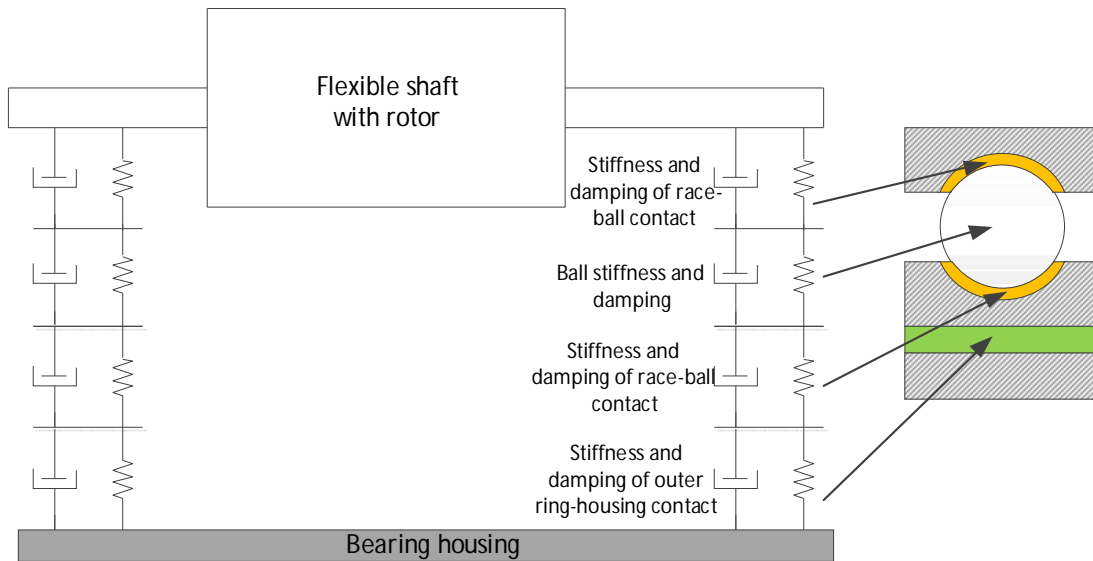 Flexible shaft
with rotor
Stiffness and
damping of race-
ball contact
Ball stiffness and
damping
Stiffness and
damping of race-ball
contact
Stiffness and
damping of outer
ring-housing contact
Bearing housing